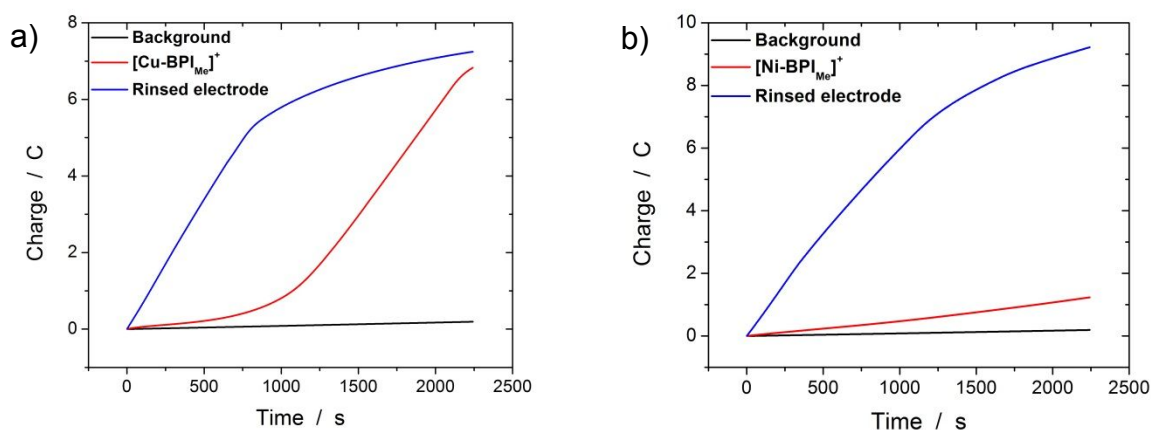 a)
Background
[Cu-BPI_Me]^+
Rinsed electrode
8
6
4
2
0
Charge / C
0 500 1000 1500 2000 2500
Time / s
b)
Background
[Ni-BPI_Me]^+
Rinsed electrode
10
8
6
4
2
0
Charge / C
0 500 1000 1500 2000 2500
Time / s